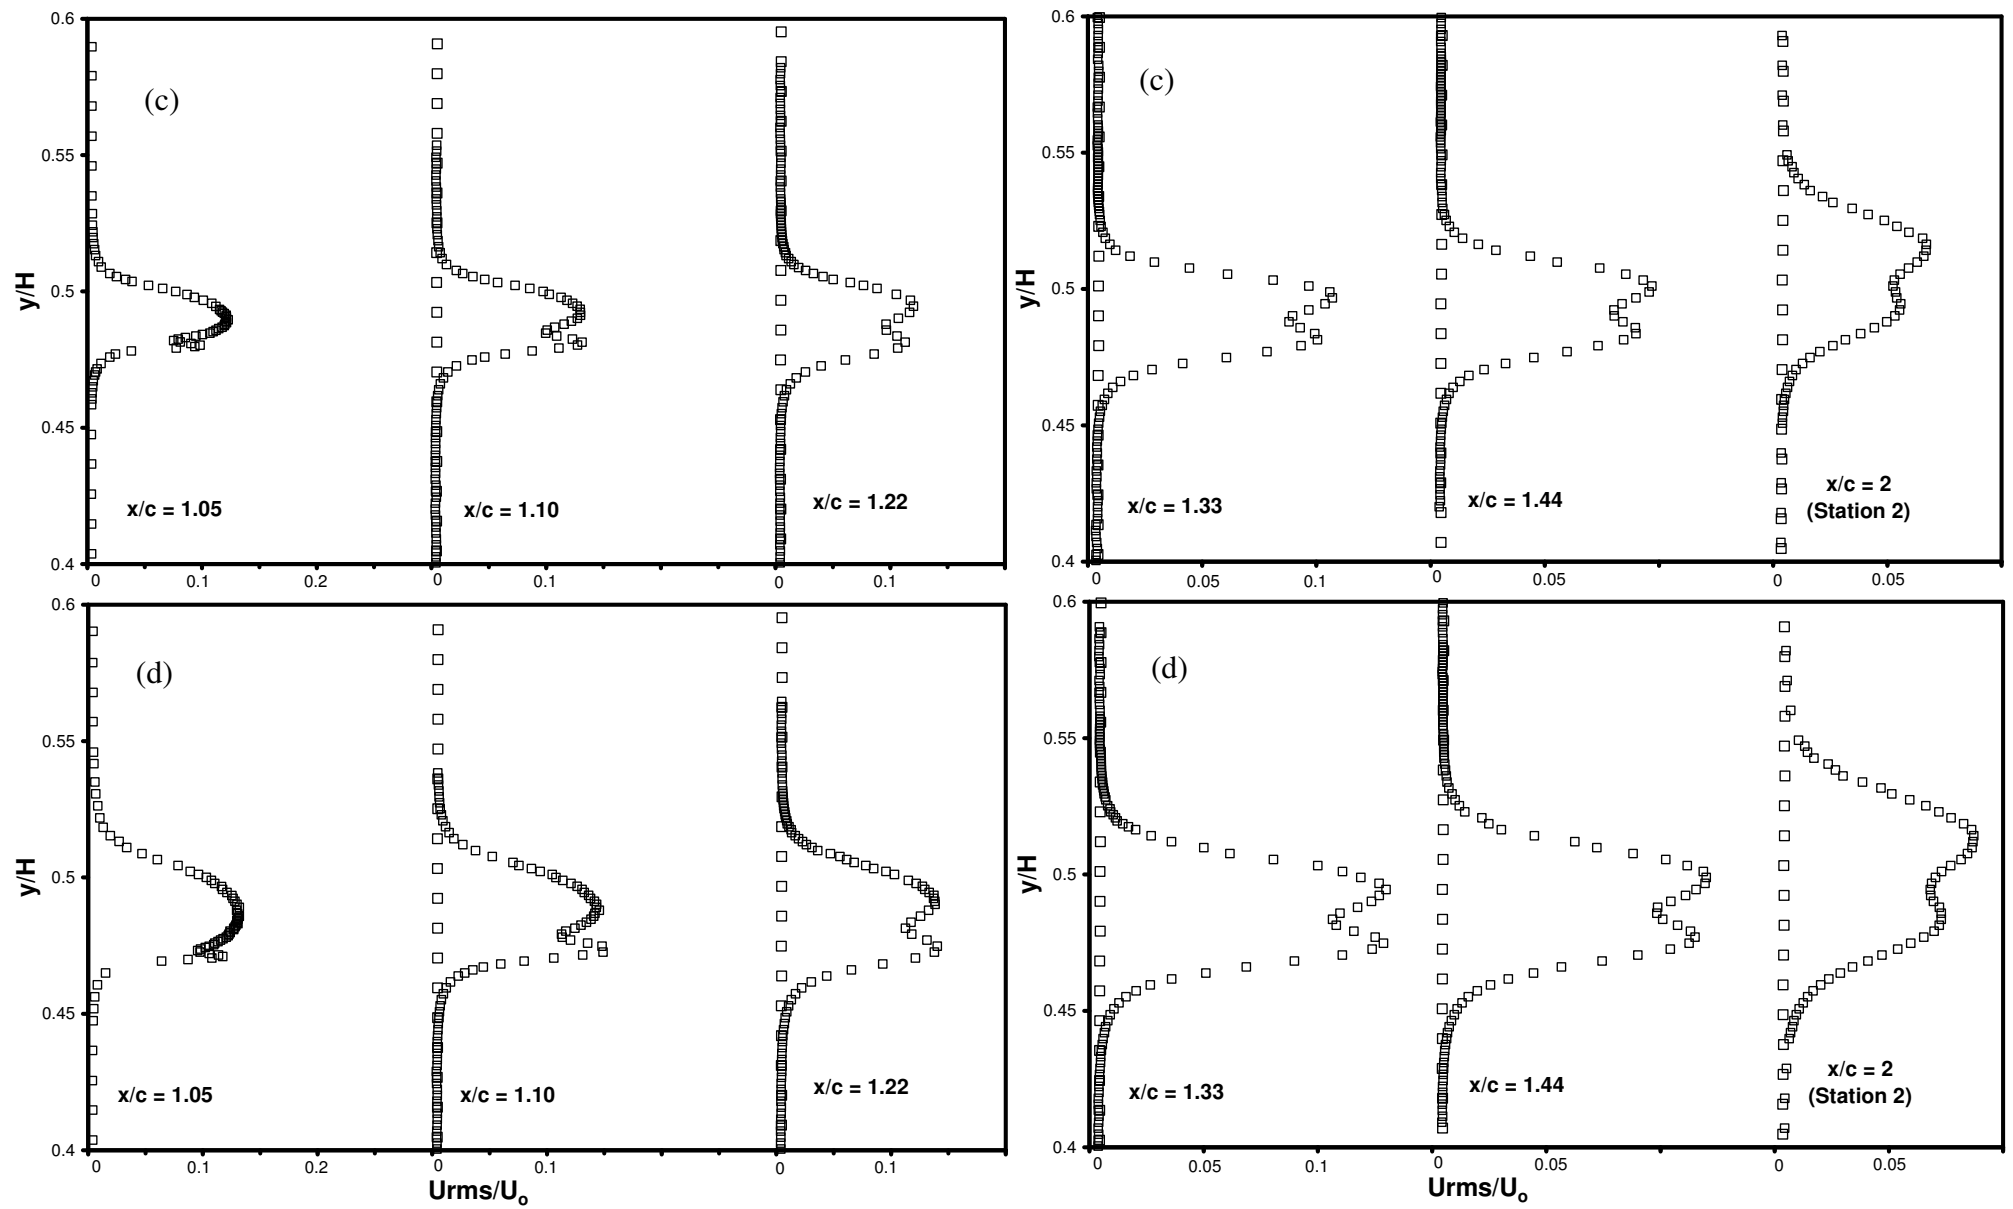 0.6
(c)
0.55
y/H
0.5
0.45
x/c = 1.05
x/c = 1.10
x/c = 1.22
0.4
0 0.1 0.2 0 0.1 0 0.1
0.6
(c)
0.55
y/H
0.5
0.45
x/c = 1.33
x/c = 1.44
x/c = 2
(Station 2)
0.4
0 0.05 0.1 0 0.05 0 0.05
0.6
(d)
0.55
y/H
0.5
0.45
x/c = 1.05
x/c = 1.10
x/c = 1.22
0.4
0 0.1 0.2 0 0.1 0 0.1
Urms/Uₒ
0.6
(d)
0.55
y/H
0.5
0.45
x/c = 1.33
x/c = 1.44
x/c = 2
(Station 2)
0.4
0 0.05 0.1 0 0.05 0 0.05
Urms/Uₒ